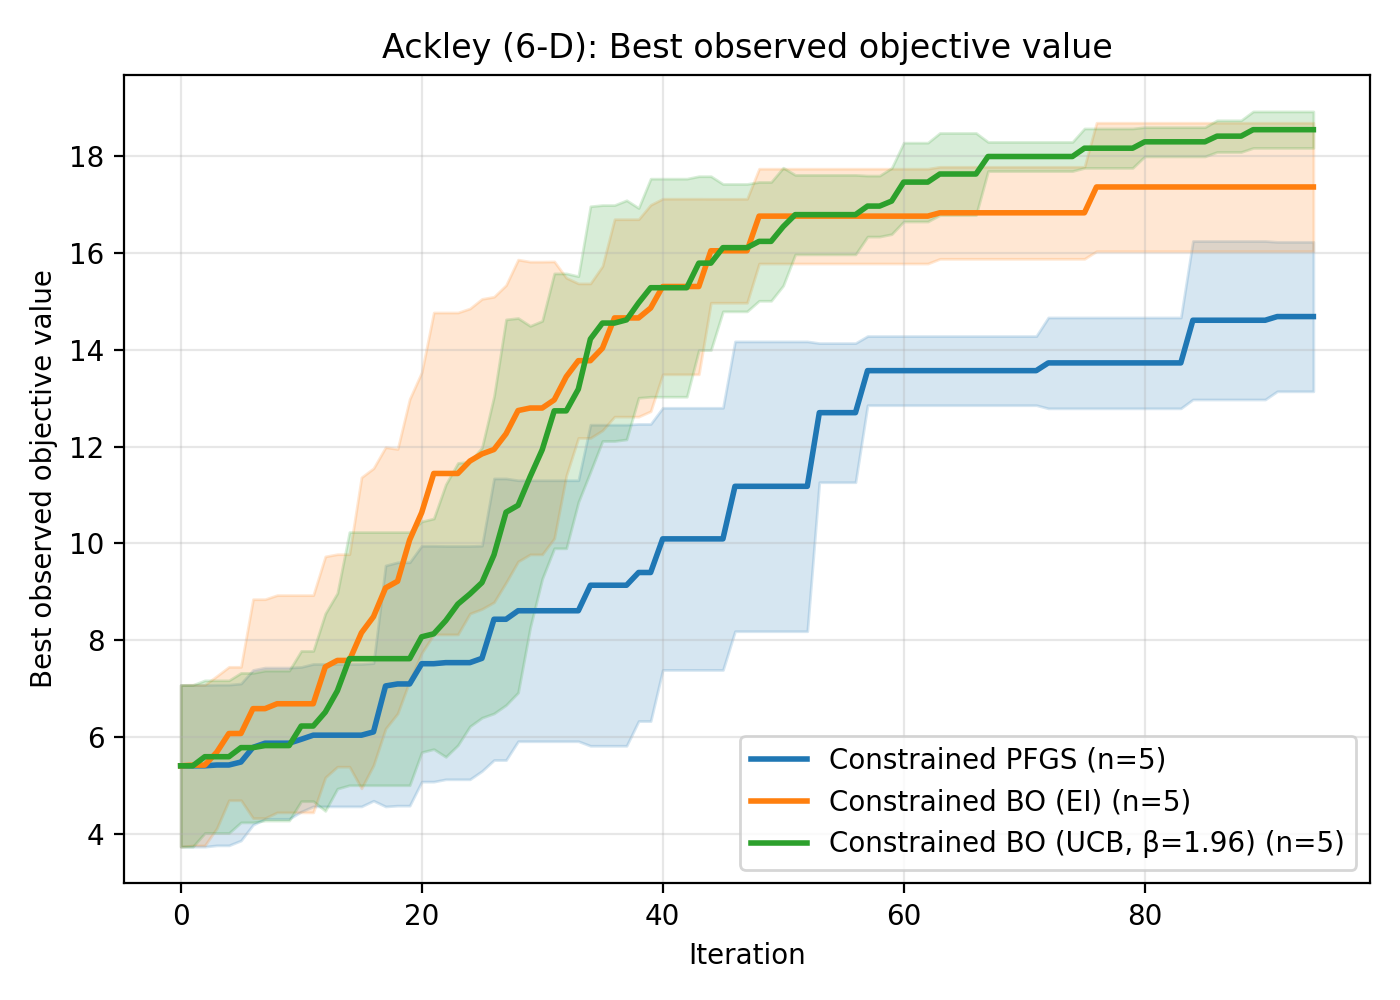 Ackley (6-D): Best observed objective value
Best observed objective value
18
16
14
12
10
8
6
4
Constrained PFGS (n=5)
Constrained BO (EI) (n=5)
Constrained BO (UCB, β=1.96) (n=5)
0 20 40 60 80
Iteration